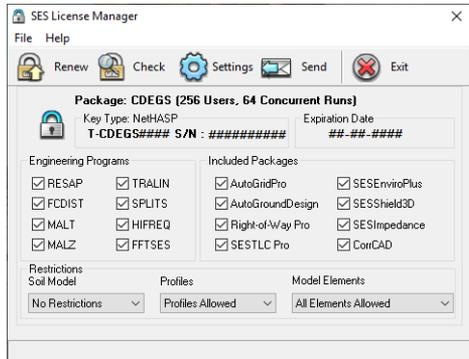 SES License Manager
File Help
Renew Check Settings Send Exit
Package: CDEGS (256 Users, 64 Concurrent Runs)
Key Type: NetHASP
T-CDEGS#### S/N : ##########
Expiration Date
##-##-####
Engineering Programs
RESAP TRALIN
FCDIST SPLITS
MALT HIFREQ
MALZ FFTSES
Included Packages
AutoGridPro SESEnviroPlus
AutoGroundDesign SESShield3D
Right-of-Way Pro SESImpedance
SESTLC Pro CorrCAD
Restrictions
Soil Model Profiles Model Elements
No Restrictions Profiles Allowed All Elements Allowed